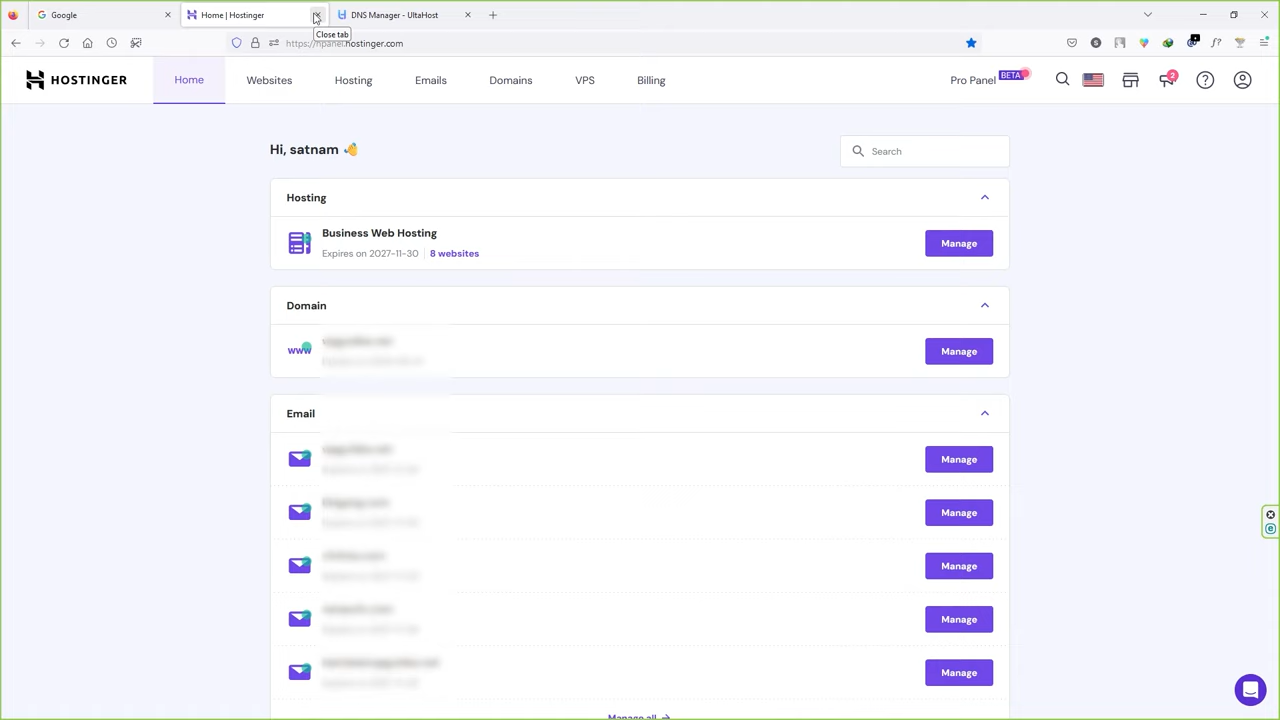 Google
Home | Hostinger
DNS Manager - UltaHost
Close tab
https://hpanel.hostinger.com
HOSTINGER
Home
Websites
Hosting
Emails
Domains
VPS
Billing
Pro Panel
BETA
2
Hi, satnam
Search
Hosting
Business Web Hosting
Expires on 2027-11-30
8 websites
Manage
Domain
www
Manage
Email
Manage
Manage
Manage
Manage
Manage
Manage all